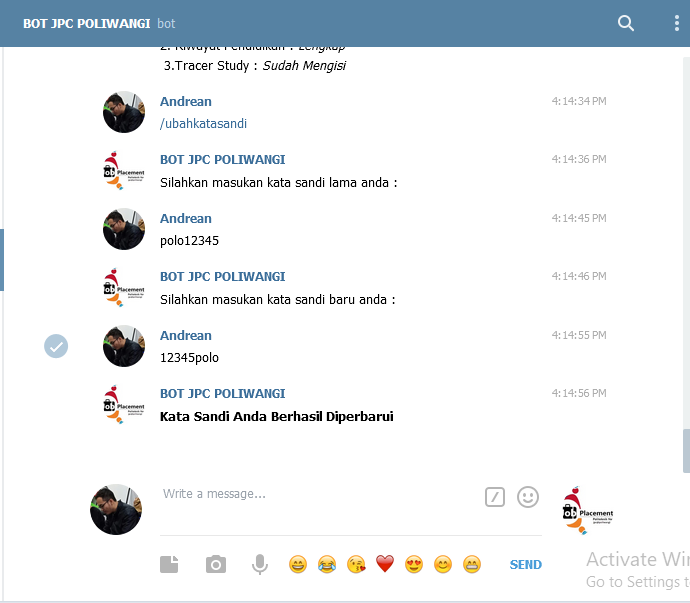 BOT JPC POLIWANGI bot
2. Riwayat Pendidikan : Lengkap
3.Tracer Study : Sudah Mengisi
Andrean 4:14:34 PM
/ubahkatasandi
BOT JPC POLIWANGI 4:14:36 PM
Silahkan masukan kata sandi lama anda :
Andrean 4:14:45 PM
polo12345
BOT JPC POLIWANGI 4:14:46 PM
Silahkan masukan kata sandi baru anda :
Andrean 4:14:55 PM
12345polo
BOT JPC POLIWANGI 4:14:56 PM
Kata Sandi Anda Berhasil Diperbarui
Write a message...
ob Placement
SEND
Activate Win
Go to Settings t